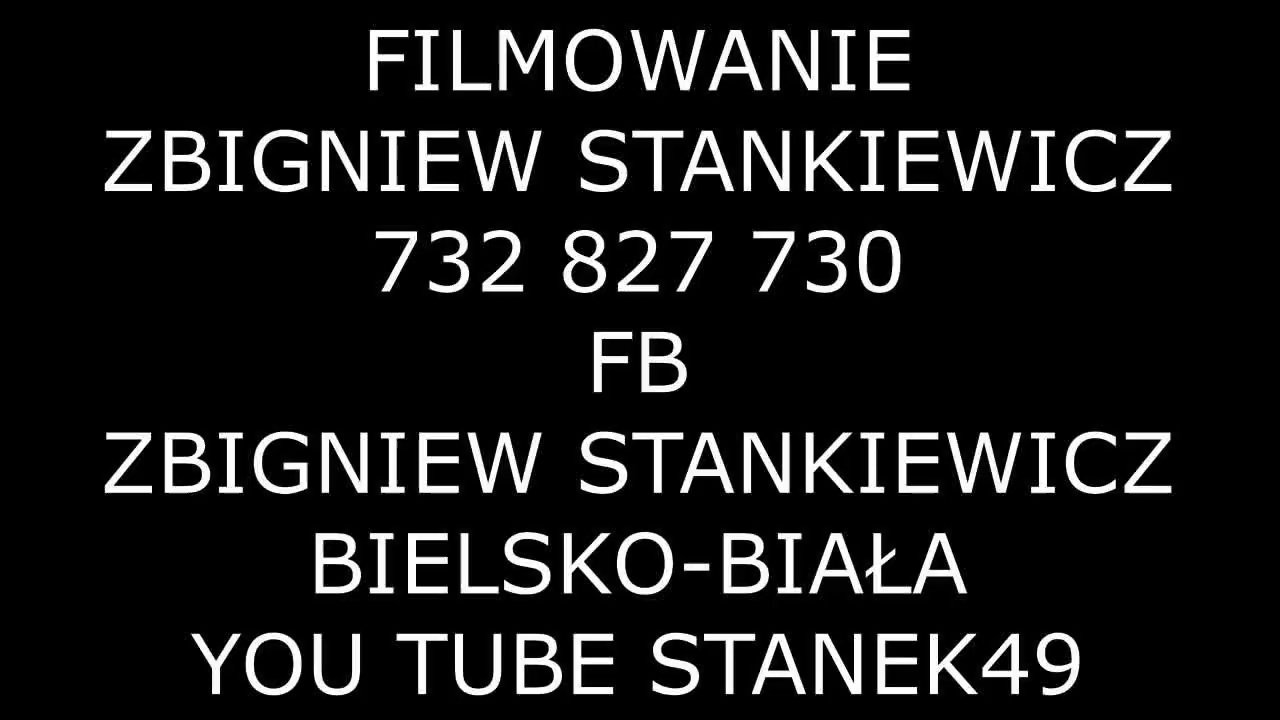 FILMOWANIE
ZBIGNIEW STANKIEWICZ
732 827 730
FB
ZBIGNIEW STANKIEWICZ
BIELSKO-BIAŁA
YOU TUBE STANEK49